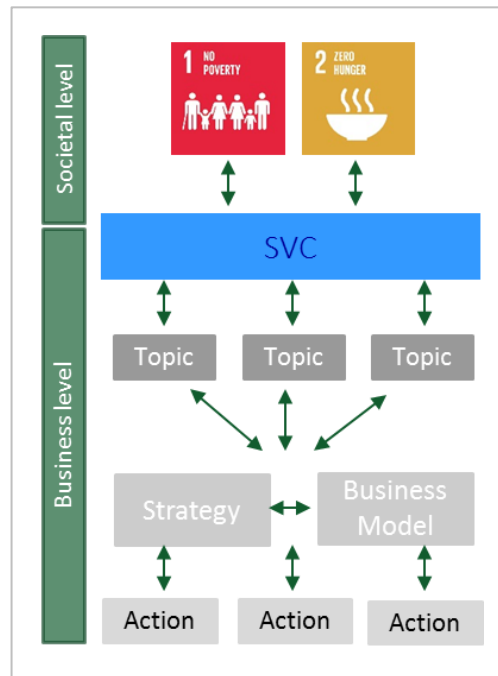 Societal level
1 NO
POVERTY
2 ZERO
HUNGER
SVC
Business level
Topic
Topic
Topic
Strategy
Business
Model
Action
Action
Action